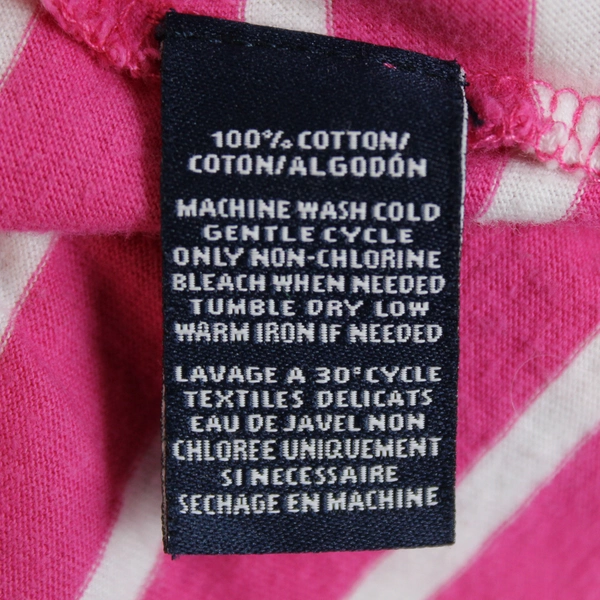 100% COTTON/
COTON/ALGODÓN
MACHINE WASH COLD
GENTLE CYCLE
ONLY NON-CHLORINE
BLEACH WHEN NEEDED
TUMBLE DRY LOW
WARM IRON IF NEEDED
LAVAGE A 30° CYCLE
TEXTILES DELICATS
EAU DE JAVEL NON
CHLOREE UNIQUEMENT
SI NECESSAIRE
SECHAGE EN MACHINE